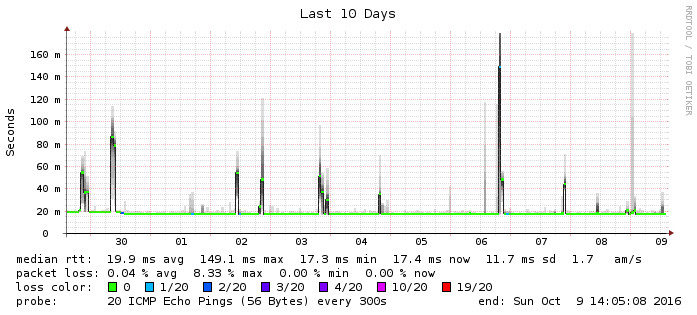 Last 10 Days
RRDTOOL / TOBI OETIKER
Seconds
160 m
140 m
120 m
100 m
80 m
60 m
40 m
20 m
0
30 01 02 03 04 05 06 07 08 09
median rtt: 19.9 ms avg 149.1 ms max 17.3 ms min 17.4 ms now 11.7 ms sd 1.7 am/s
packet loss: 0.04 % avg 8.33 % max 0.00 % min 0.00 % now
loss color: 0 1/20 2/20 3/20 4/20 10/20 19/20
probe: 20 ICMP Echo Pings (56 Bytes) every 300s end: Sun Oct 9 14:05:08 2016